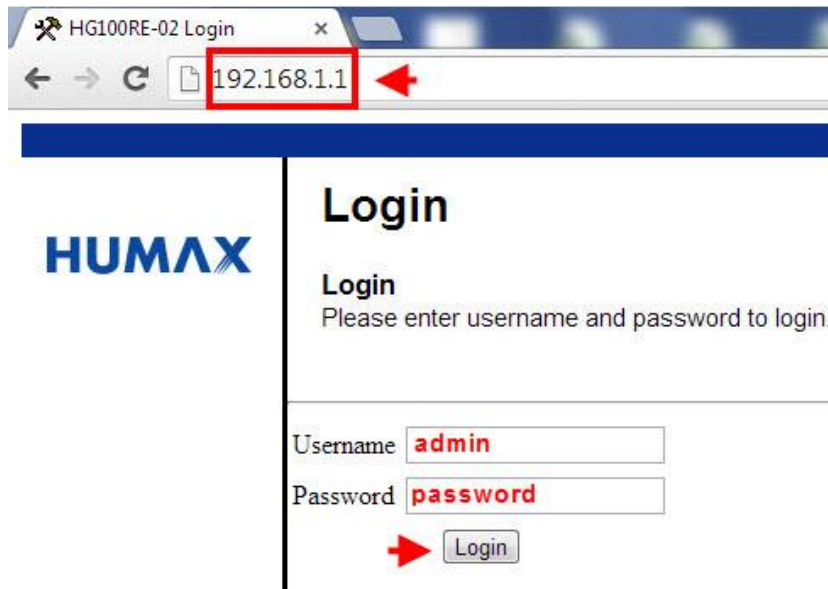 HG100RE-02 Login
192.168.1.1
HUMAX
Login
Login
Please enter username and password to login.
Username admin
Password password
Login